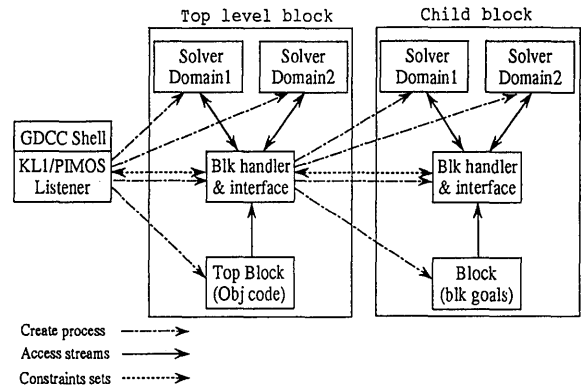 Top level block
Child block
Solver
Domain1
Solver
Domain2
Solver
Domain1
Solver
Domain2
GDCC Shell
KL1/PIMOS
Listener
Blk handler
& interface
Blk handler
& interface
Top Block
(Obj code)
Block
(blk goals)
Create process
Access streams
Constraints sets